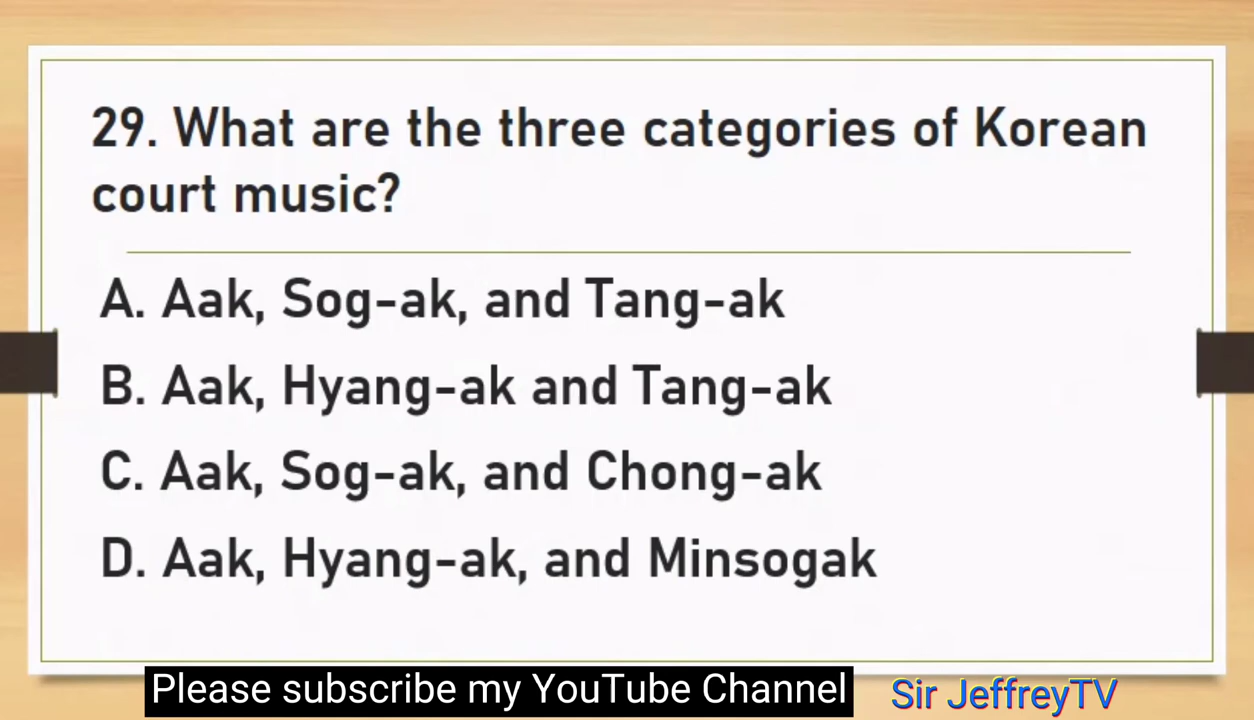 29. What are the three categories of Korean
court music?
A. Aak, Sog-ak, and Tang-ak
B. Aak, Hyang-ak and Tang-ak
C. Aak, Sog-ak, and Chong-ak
D. Aak, Hyang-ak, and Minsogak
Please subscribe my YouTube Channel
Sir JeffreyTV